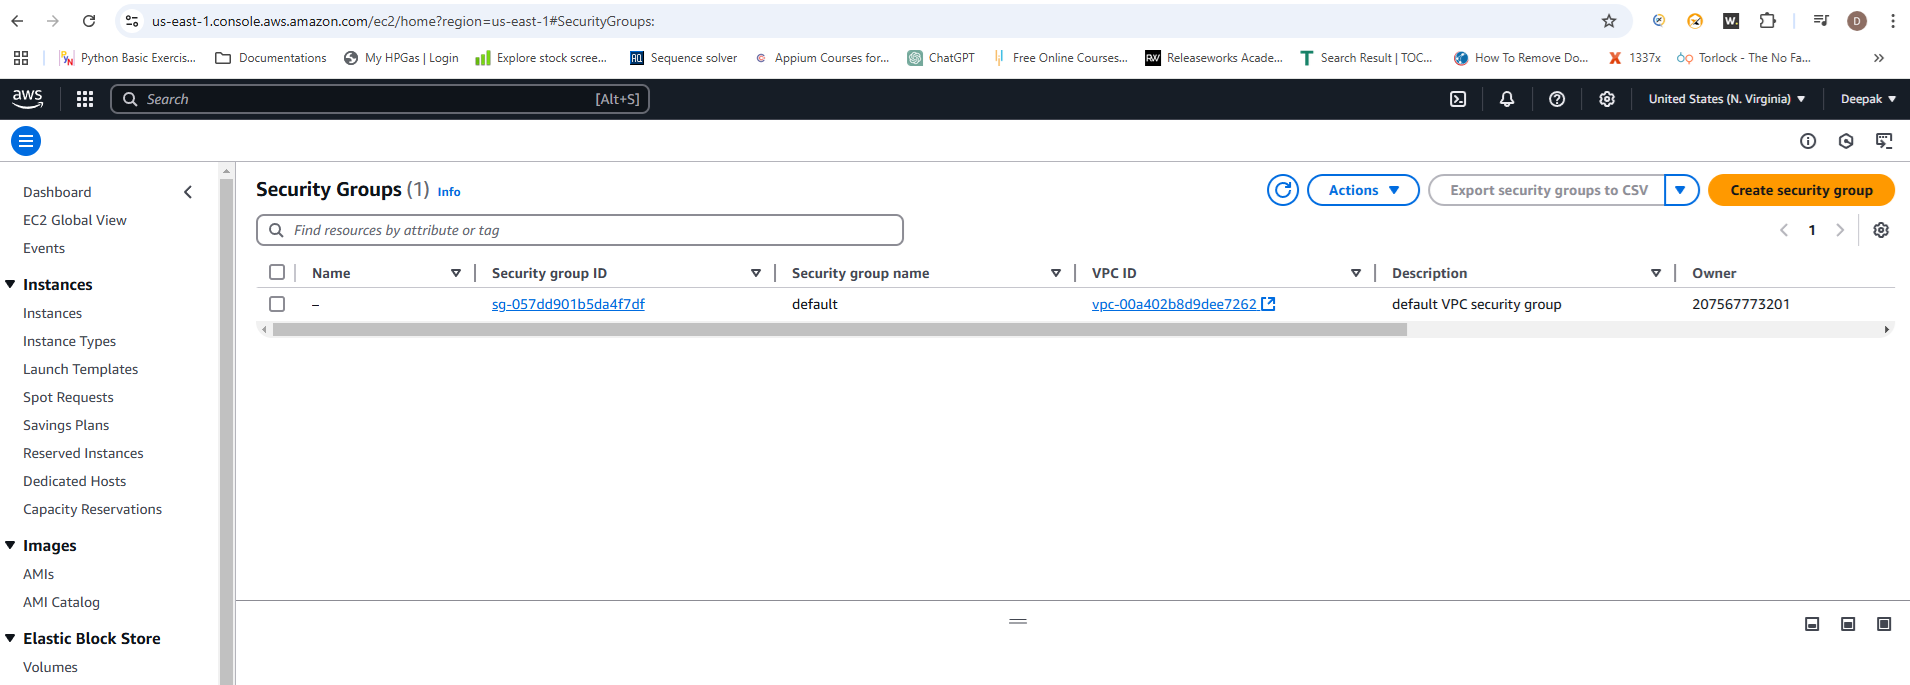 us-east-1.console.aws.amazon.com/ec2/home?region=us-east-1#SecurityGroups:
W.
D
Python Basic Exercis...
Documentations
My HPGas | Login
Explore stock scree...
Sequence solver
Appium Courses for...
ChatGPT
Free Online Courses...
RW
Releaseworks Acade...
Search Result | TOC...
How To Remove Do...
1337x
Torlock - The No Fa...
aws
Search
[Alt+S]
United States (N. Virginia)
Deepak
Dashboard
EC2 Global View
Events
Instances
Instances
Instance Types
Launch Templates
Spot Requests
Savings Plans
Reserved Instances
Dedicated Hosts
Capacity Reservations
Images
AMIs
AMI Catalog
Elastic Block Store
Volumes
Security Groups (1) Info
Actions
Export security groups to CSV
Create security group
Find resources by attribute or tag
1
Name Security group ID Security group name VPC ID Description Owner
– sg-057dd901b5da4f7df default vpc-00a402b8d9dee7262 default VPC security group 207567773201